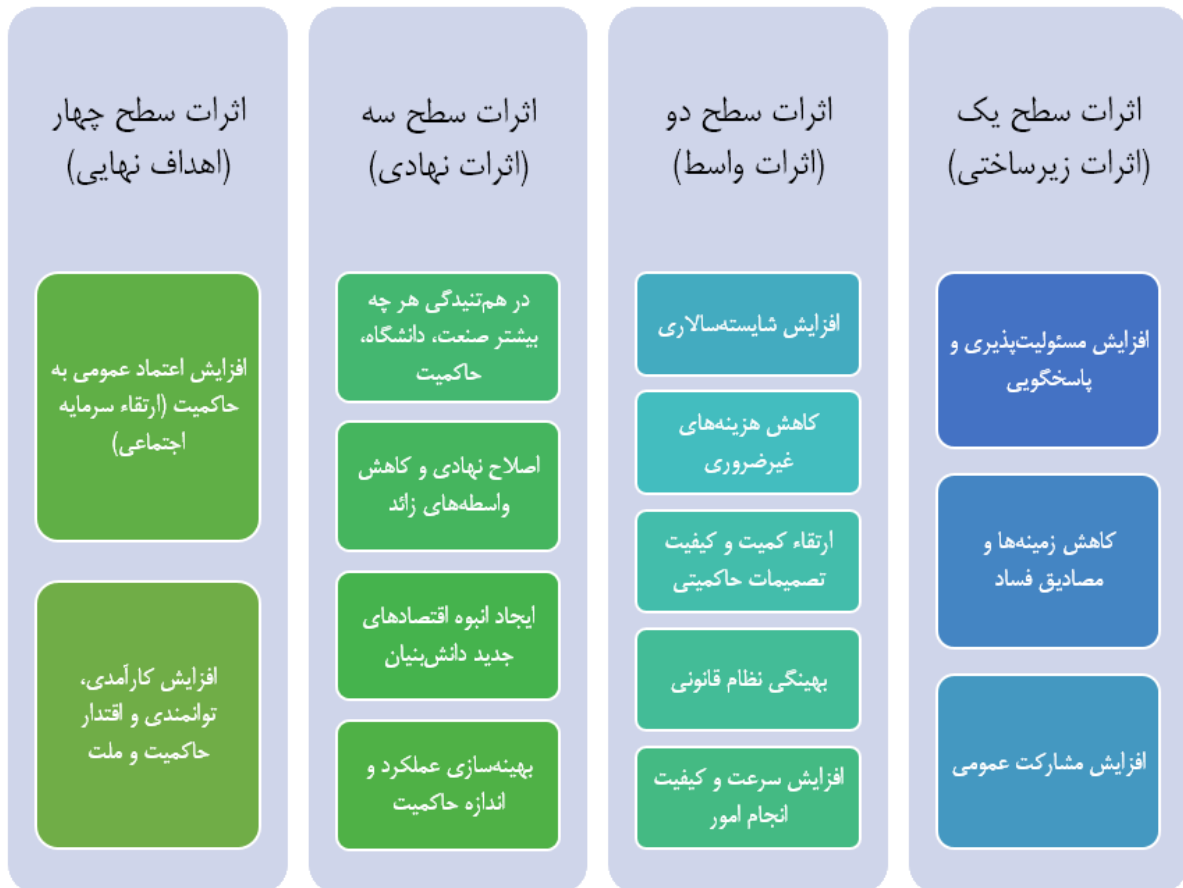 اثرات سطح یک
(اثرات زیرساختی)
افزایش مسئولیت‌پذیری و
پاسخگویی
کاهش زمینه‌ها و
مصادیق فساد
افزایش مشارکت عمومی
اثرات سطح دو
(اثرات واسط)
افزایش شایسته‌سالاری
کاهش هزینه‌های
غیرضروری
ارتقاء کمیت و کیفیت
تصمیمات حاکمیتی
بهینگی نظام قانونی
افزایش سرعت و کیفیت
انجام امور
اثرات سطح سه
(اثرات نهادی)
در هم‌تنیدگی هر چه
بیشتر صنعت، دانشگاه،
حاکمیت
اصلاح نهادی و کاهش
واسطه‌های زائد
ایجاد انبوه اقتصادهای
جدید دانش‌بنیان
بهینه‌سازی عملکرد و
اندازه حاکمیت
اثرات سطح چهار
(اهداف نهایی)
افزایش اعتماد عمومی به
حاکمیت (ارتقاء سرمایه
اجتماعی)
افزایش کارآمدی،
توانمندی و اقتدار
حاکمیت و ملت